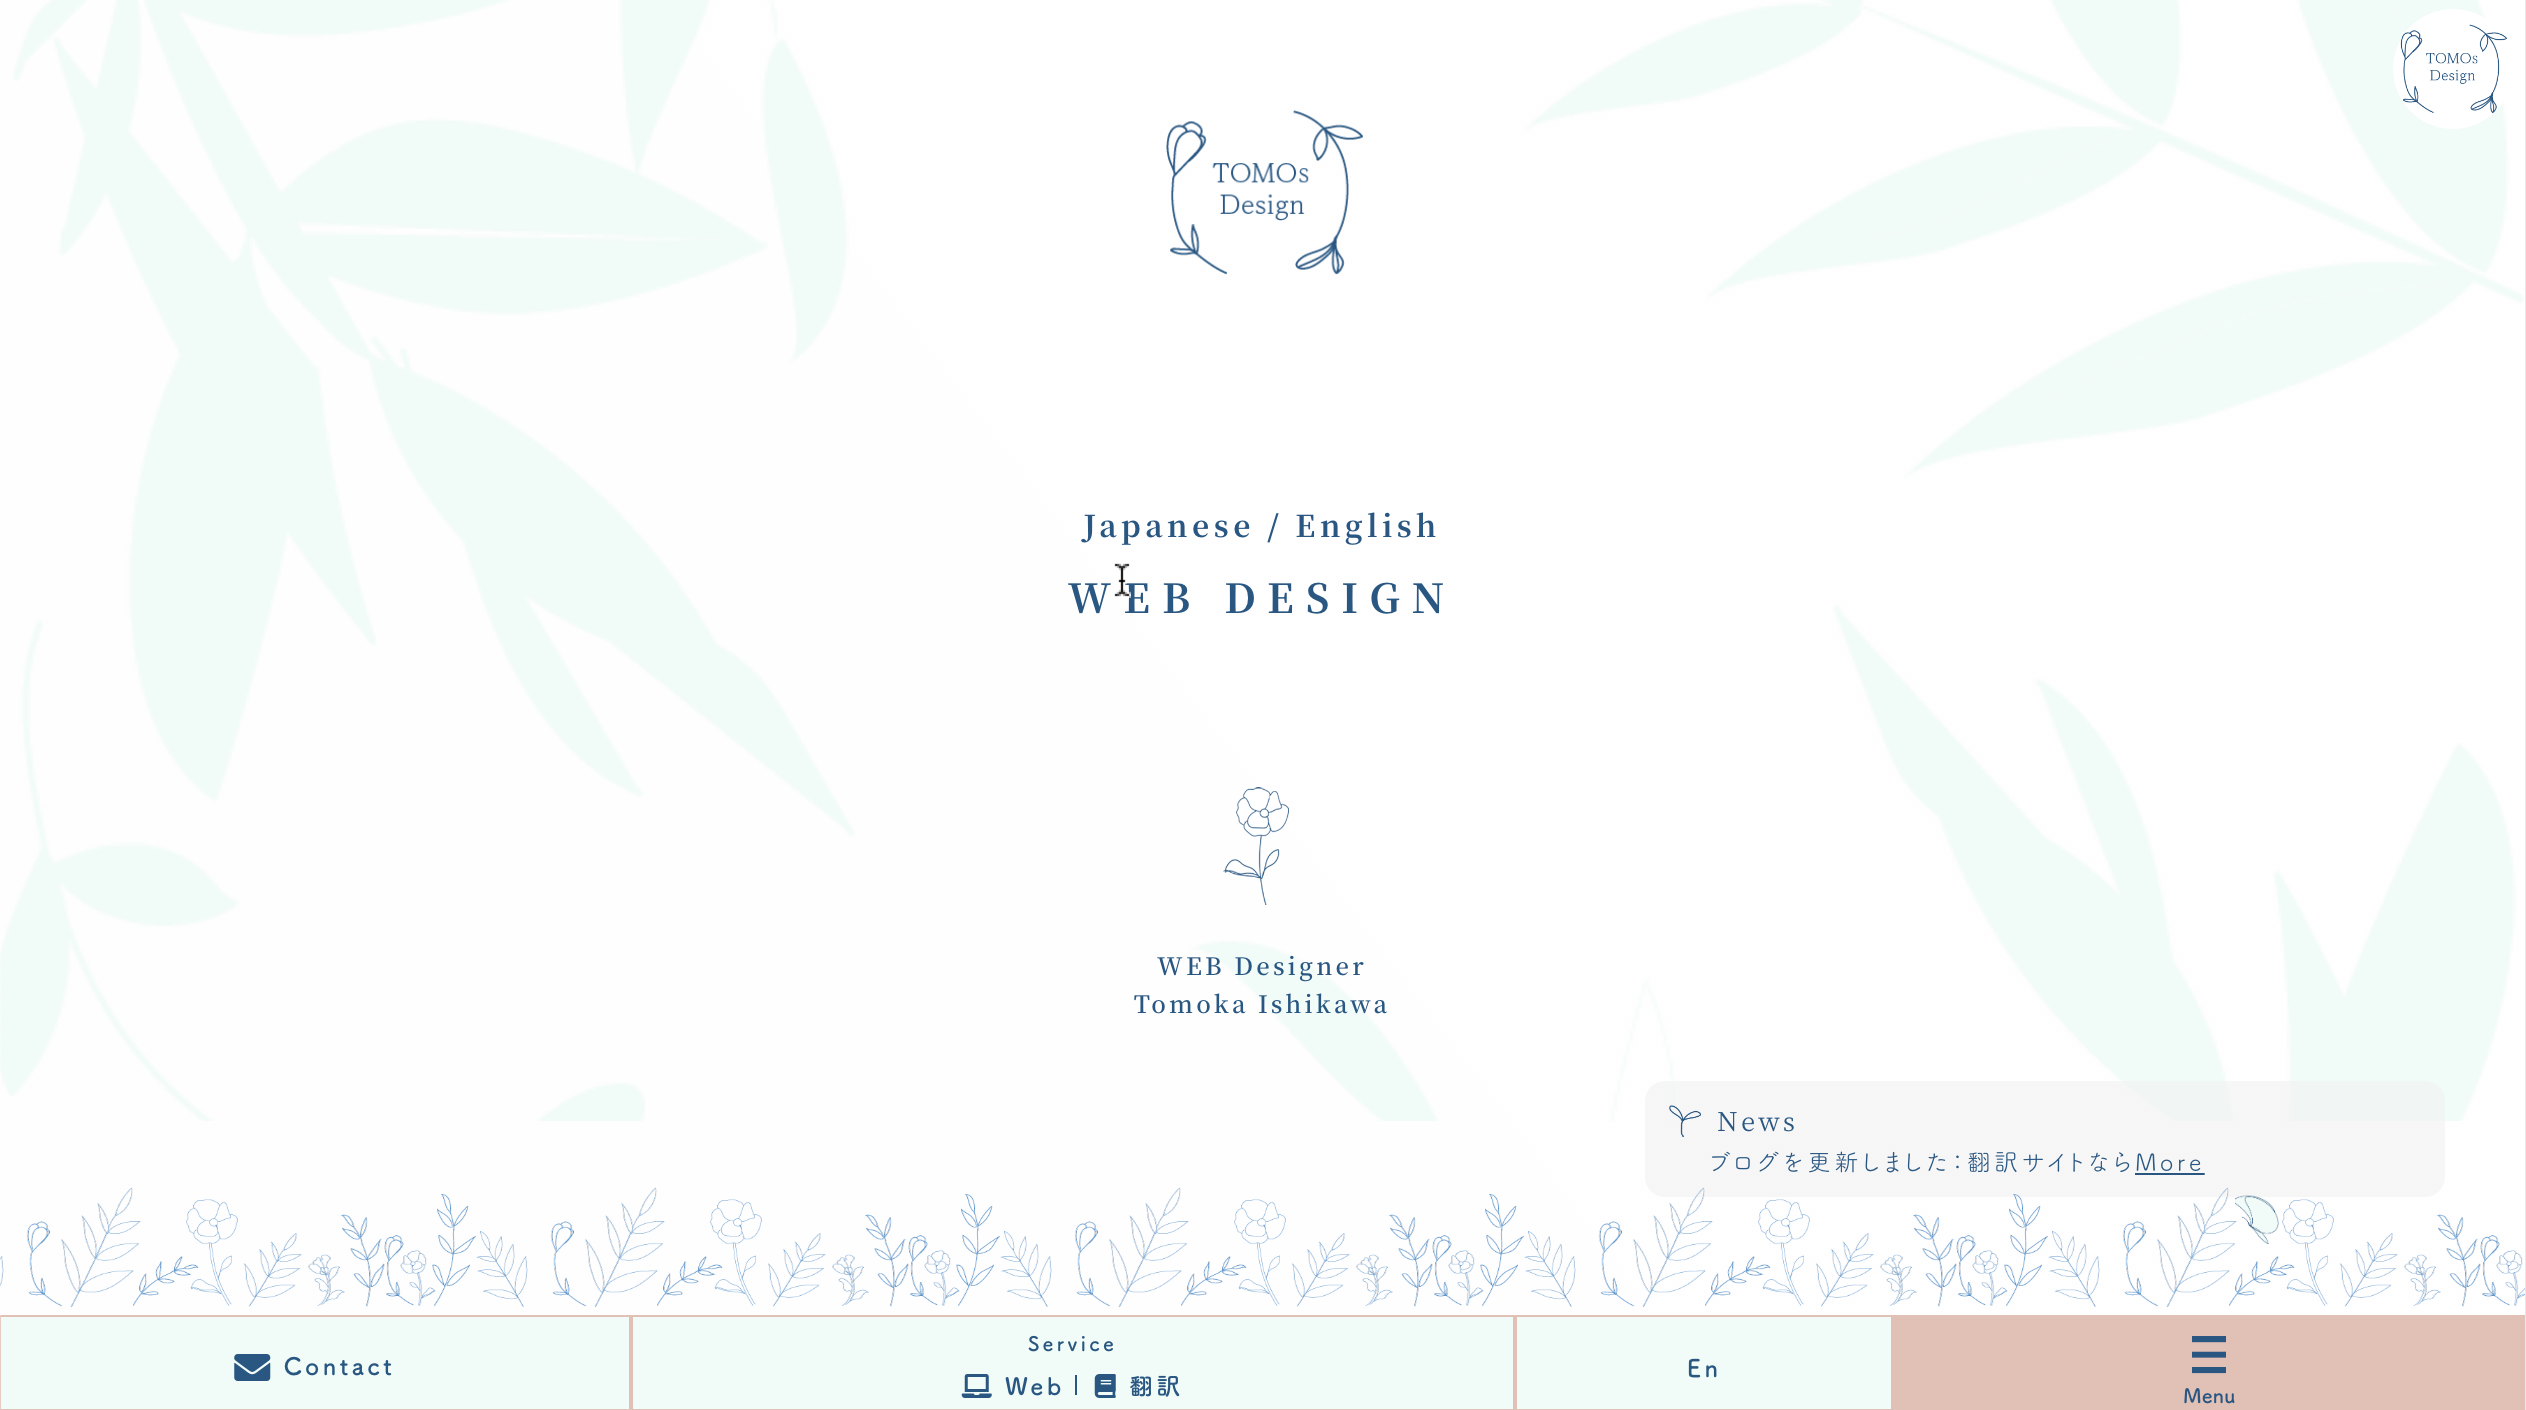 TOMOs
Design
TOMOs
Design
Japanese / English
WEB DESIGN
WEB Designer
Tomoka Ishikawa
News
ブログを更新しました：翻訳サイトならMore
Contact
Service
Web | 翻訳
En
Menu